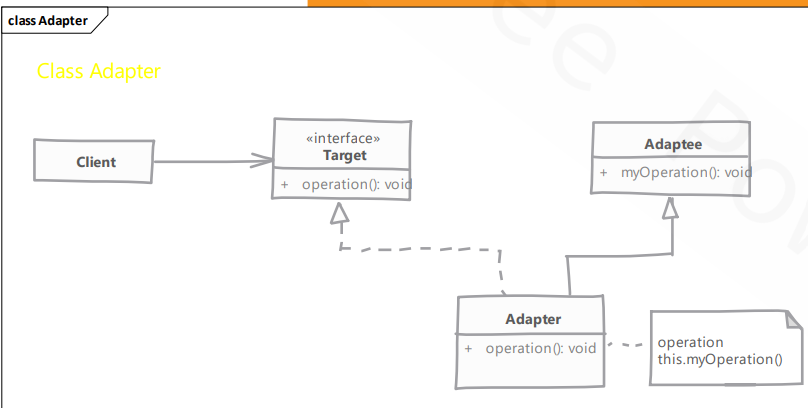 class Adapter
Class Adapter
«interface»
Target
+ operation(): void
Client
Adaptee
+ myOperation(): void
Adapter
+ operation(): void
operation
this.myOperation()